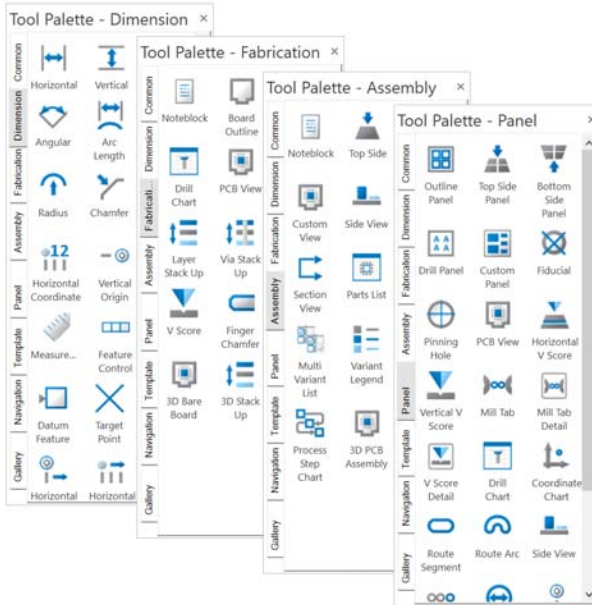 Tool Palette - Dimension ×
Common
Dimension
Fabrication
Assembly
Panel
Template
Navigation
Gallery
Horizontal Vertical
Angular Arc
Length
Radius Chamfer
12
Horizontal Vertical
Coordinate Origin
Measure... Feature
Control
Datum Target
Feature Point
Horizontal Horizontal
Tool Palette - Fabrication ×
Common
Dimension
Fabricati...
Assembly
Panel
Template
Navigation
Gallery
Noteblock Board
Outline
Drill PCB View
Chart
Layer Via Stack
Stack Up Up
V Score Finger
Chamfer
3D Bare 3D Stack
Board Up
Tool Palette - Assembly ×
Common
Dimension
Fabrication
Assembly
Panel
Template
Navigation
Gallery
Noteblock Top Side
Custom Side View
View
Section Parts List
View
Multi Variant
Variant Legend
List
Process 3D PCB
Step Assembly
Chart
Tool Palette - Panel ×
Common
Dimension
Fabrication
Assembly
Panel
Template
Navigation
Gallery
Outline Top Side Bottom
Panel Panel Side
Panel
A A
A A
Drill Panel Custom Fiducial
Panel
Pinning PCB View Horizontal
Hole V Score
Vertical V Mill Tab Mill Tab
Score Detail
V Score Drill Coordinate
Detail Chart Chart
Route Route Arc Side View
Segment